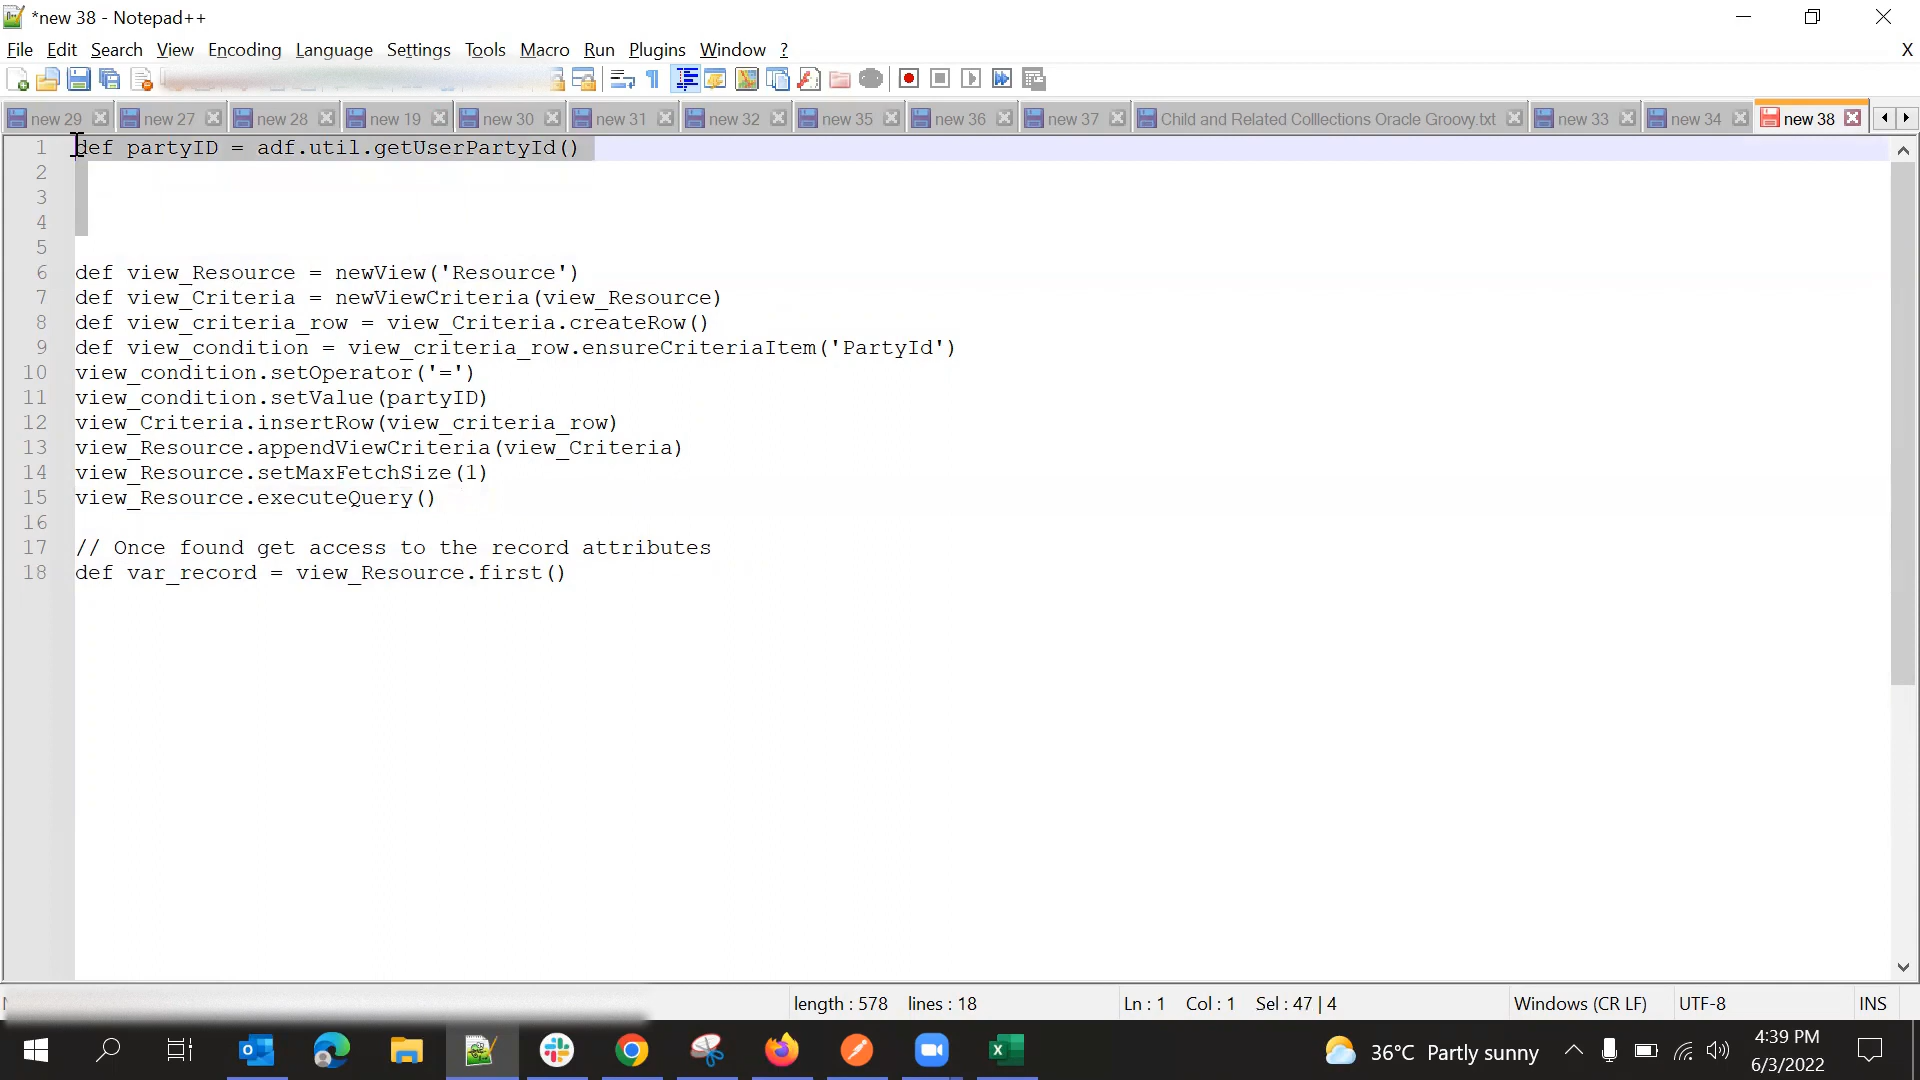 *new 38 - Notepad++
File Edit Search View Encoding Language Settings Tools Macro Run Plugins Window ? X
new 29 new 27 new 28 new 19 new 30 new 31 new 32 new 35 new 36 new 37 Child and Related Colllections Oracle Groovy.txt new 33 new 34 new 38
1 def partyID = adf.util.getUserPartyId()
2
3
4
5
6 def view_Resource = newView('Resource')
7 def view_Criteria = newViewCriteria(view_Resource)
8 def view_criteria_row = view_Criteria.createRow()
9 def view_condition = view_criteria_row.ensureCriteriaItem('PartyId')
10 view_condition.setOperator('=')
11 view_condition.setValue(partyID)
12 view_Criteria.insertRow(view_criteria_row)
13 view_Resource.appendViewCriteria(view_Criteria)
14 view_Resource.setMaxFetchSize(1)
15 view_Resource.executeQuery()
16
17 // Once found get access to the record attributes
18 def var_record = view_Resource.first()
length : 578 lines : 18 Ln : 1 Col : 1 Sel : 47 | 4 Windows (CR LF) UTF-8 INS
36°C Partly sunny 4:39 PM
6/3/2022